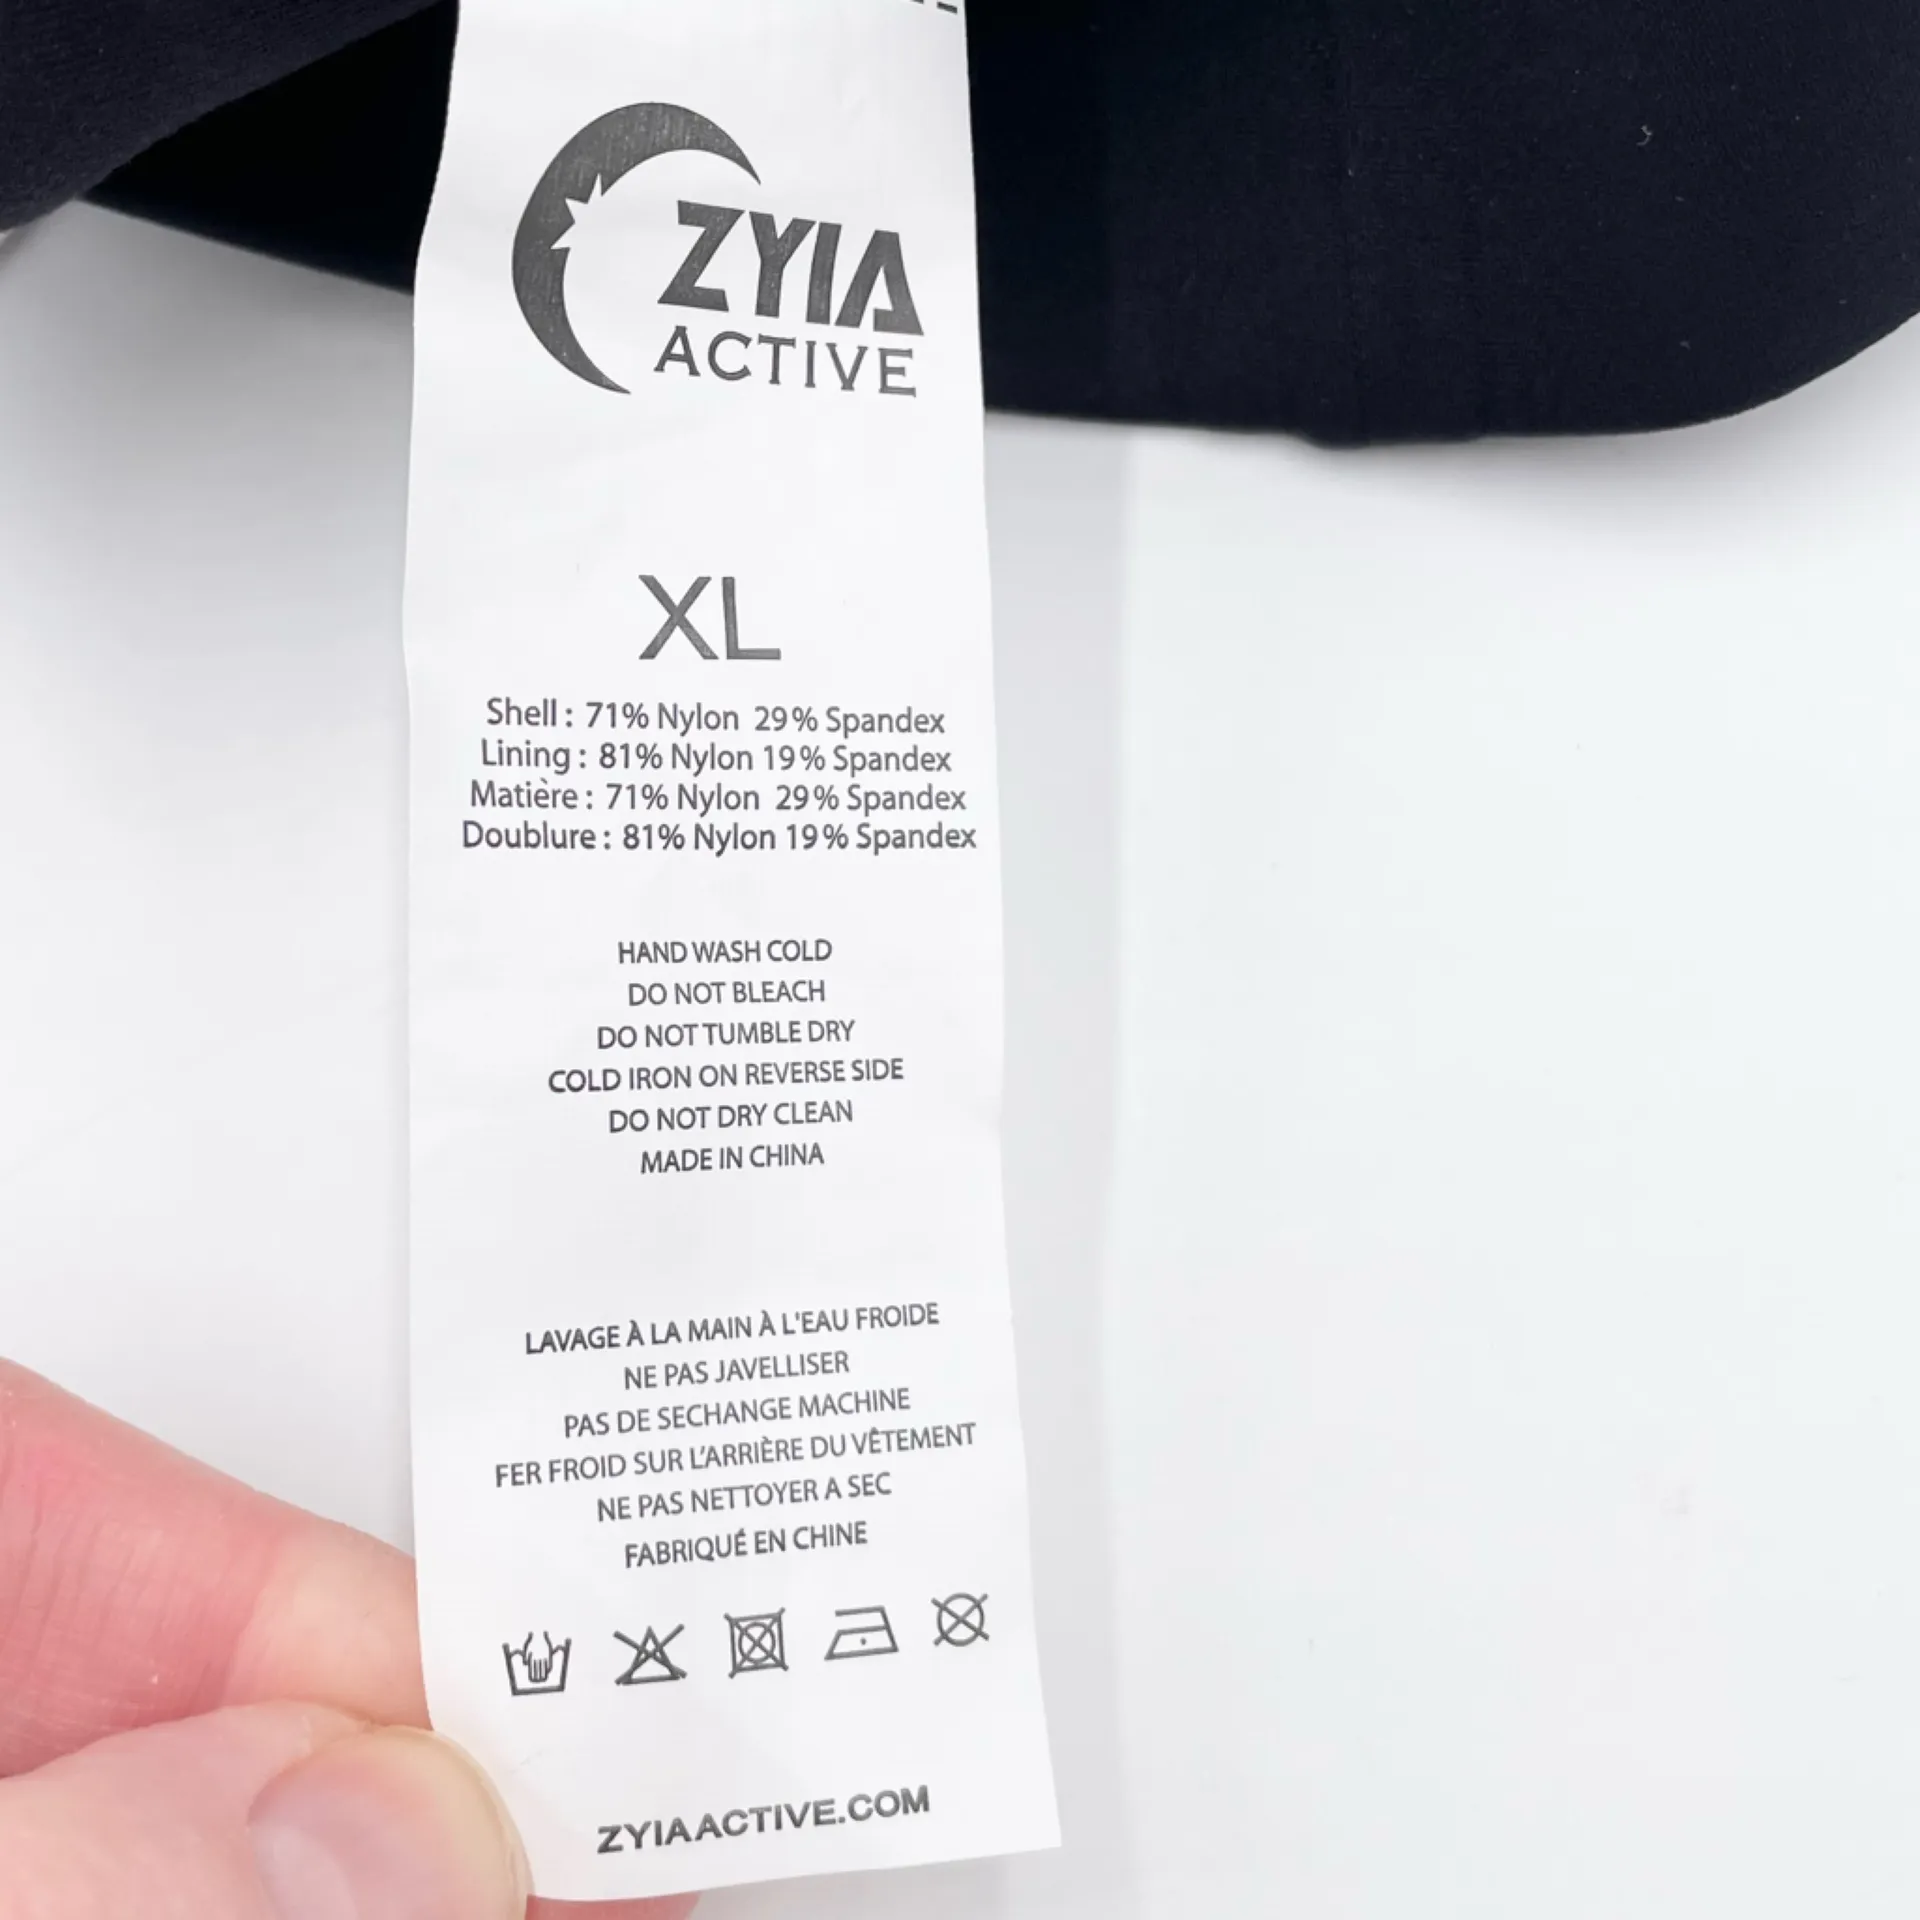 ZYIA
ACTIVE
XL
Shell : 71% Nylon 29% Spandex
Lining : 81% Nylon 19% Spandex
Matière : 71% Nylon 29% Spandex
Doublure : 81% Nylon 19% Spandex
HAND WASH COLD
DO NOT BLEACH
DO NOT TUMBLE DRY
COLD IRON ON REVERSE SIDE
DO NOT DRY CLEAN
MADE IN CHINA
LAVAGE À LA MAIN À L'EAU FROIDE
NE PAS JAVELLISER
PAS DE SECHANGE MACHINE
FER FROID SUR L'ARRIÈRE DU VÊTEMENT
NE PAS NETTOYER A SEC
FABRIQUÉ EN CHINE
ZYIAACTIVE.COM